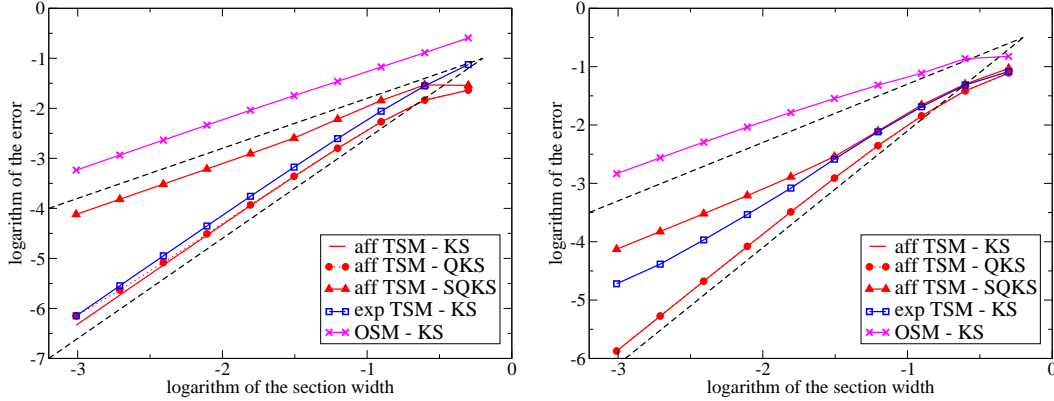 0
-1
-2
-3
-4
-5
-6
-7
logarithm of the error
-3
-2
-1
0
logarithm of the section width
aff TSM - KS
aff TSM - QKS
aff TSM - SQKS
exp TSM - KS
OSM - KS
0
-1
-2
-3
-4
-5
-6
logarithm of the error
-3
-2
-1
0
logarithm of the section width
aff TSM - KS
aff TSM - QKS
aff TSM - SQKS
exp TSM - KS
OSM - KS